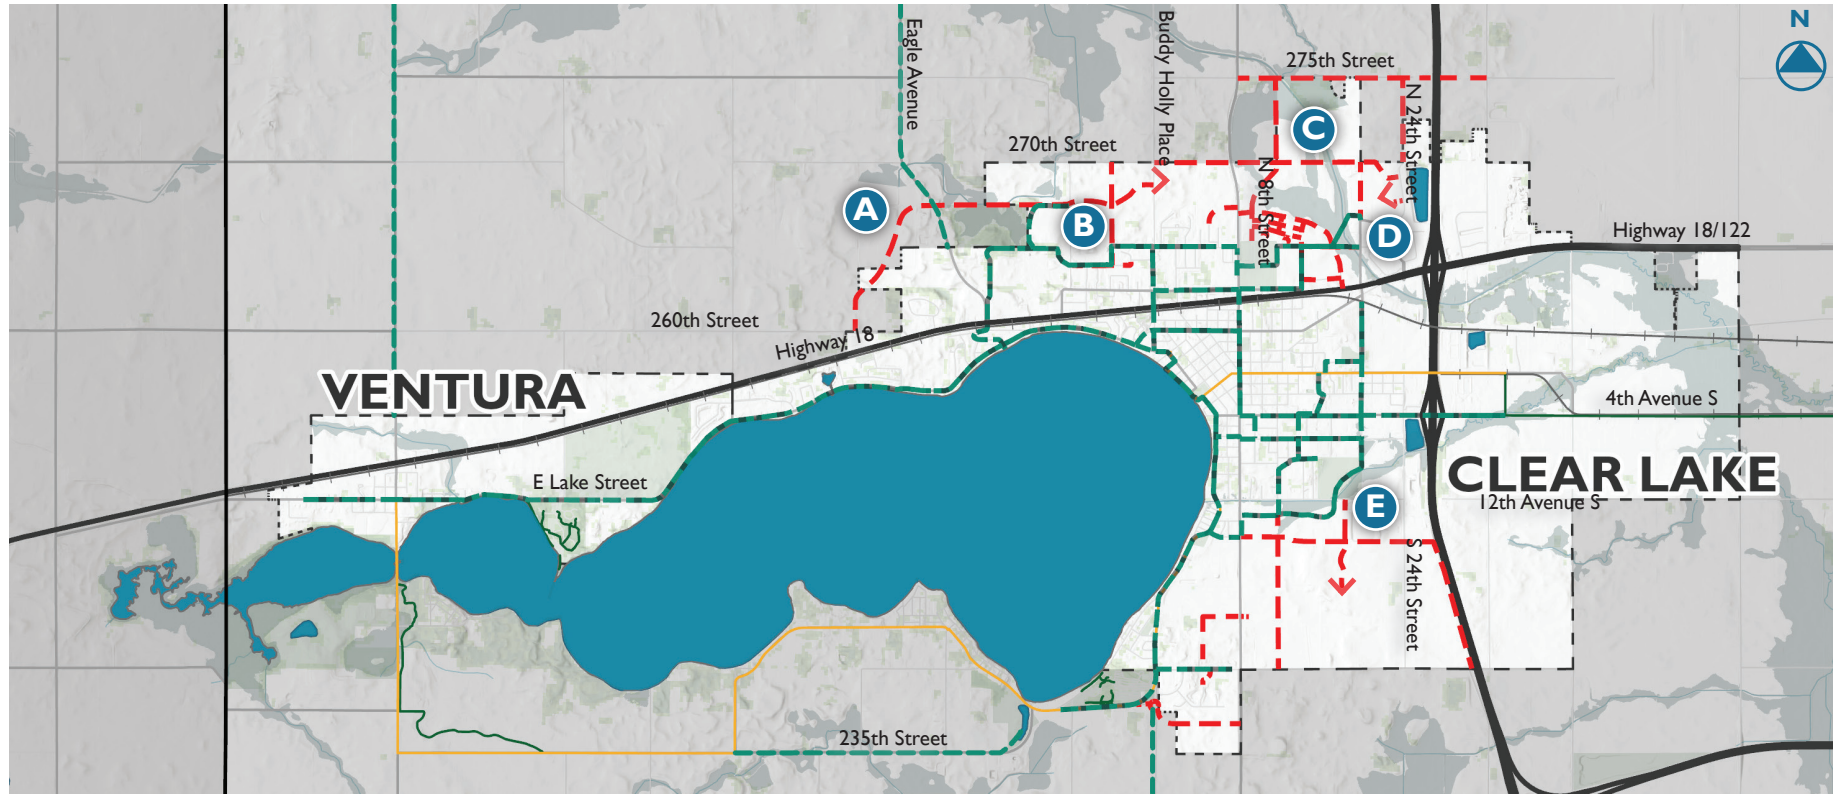 N
Eagle Avenue
Buddy Holly Place
275th Street
N 24th Street
C
270th Street
N 8th Street
A
B
D
Highway 18/122
260th Street
Highway 18
VENTURA
4th Avenue S
CLEAR LAKE
E Lake Street
12th Avenue S
E
S 24th Street
235th Street